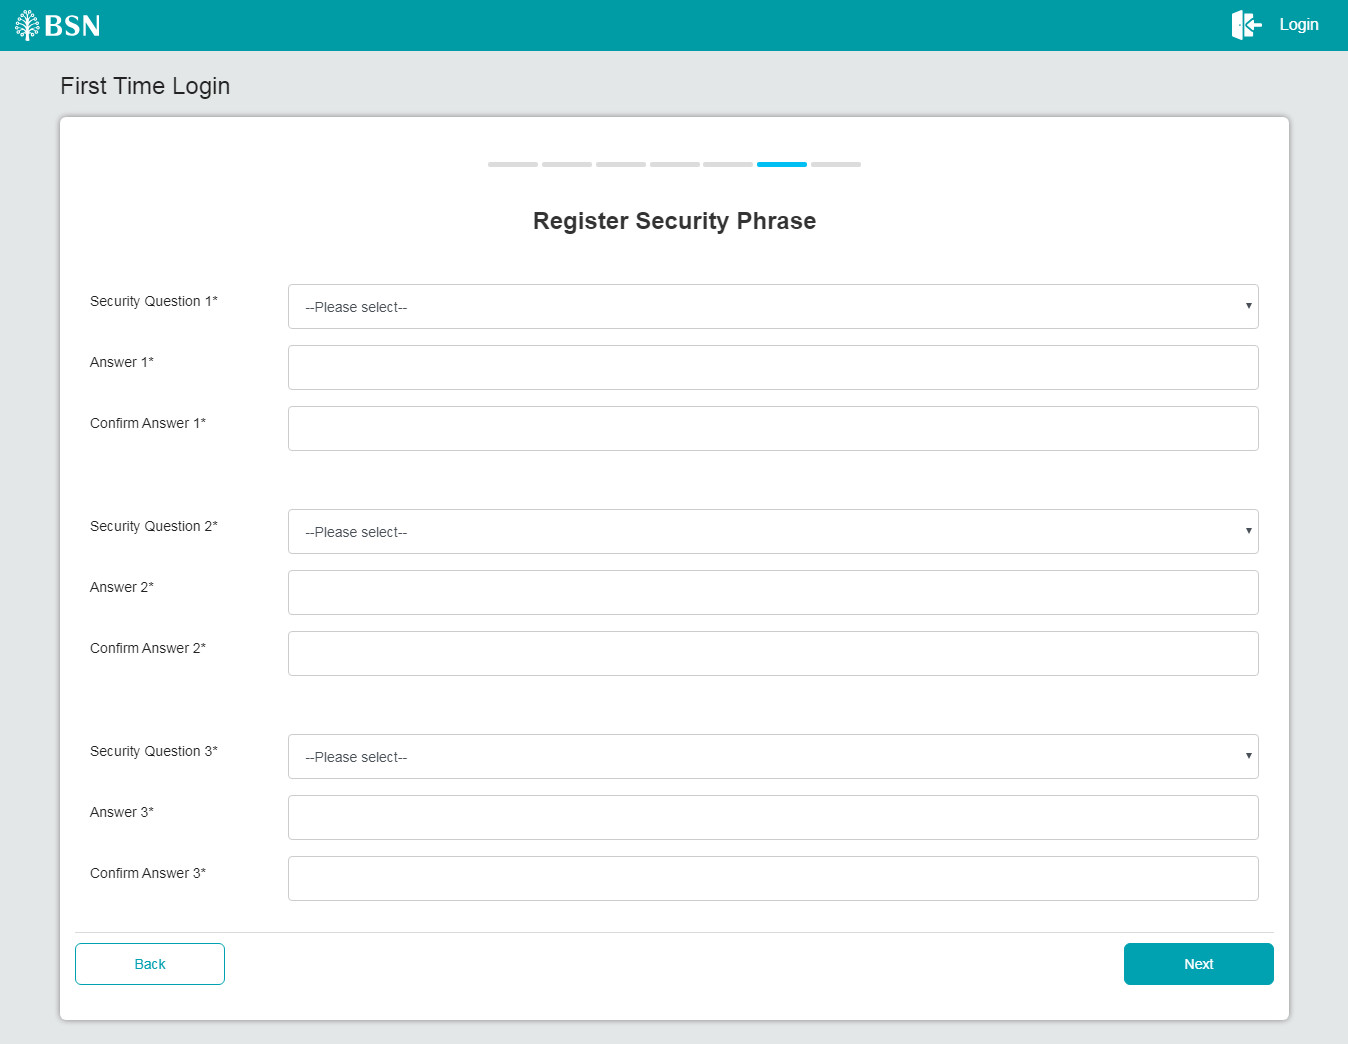 BSN
Login
First Time Login
Register Security Phrase
Security Question 1*
--Please select--
Answer 1*
Confirm Answer 1*
Security Question 2*
--Please select--
Answer 2*
Confirm Answer 2*
Security Question 3*
--Please select--
Answer 3*
Confirm Answer 3*
Back
Next